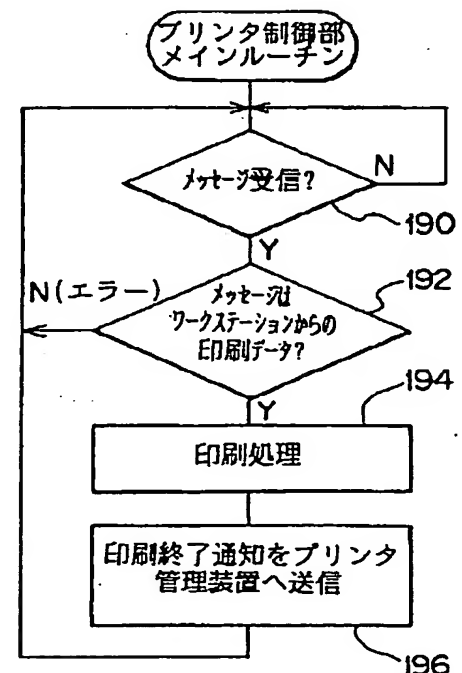 プリンタ制御部
メインルーチン
メッセージ受信?
N
190
Y
N(エラー)
メッセージは
ワークステーションからの
印刷データ?
192
Y
194
印刷処理
印刷終了通知をプリンタ
管理装置へ送信
196